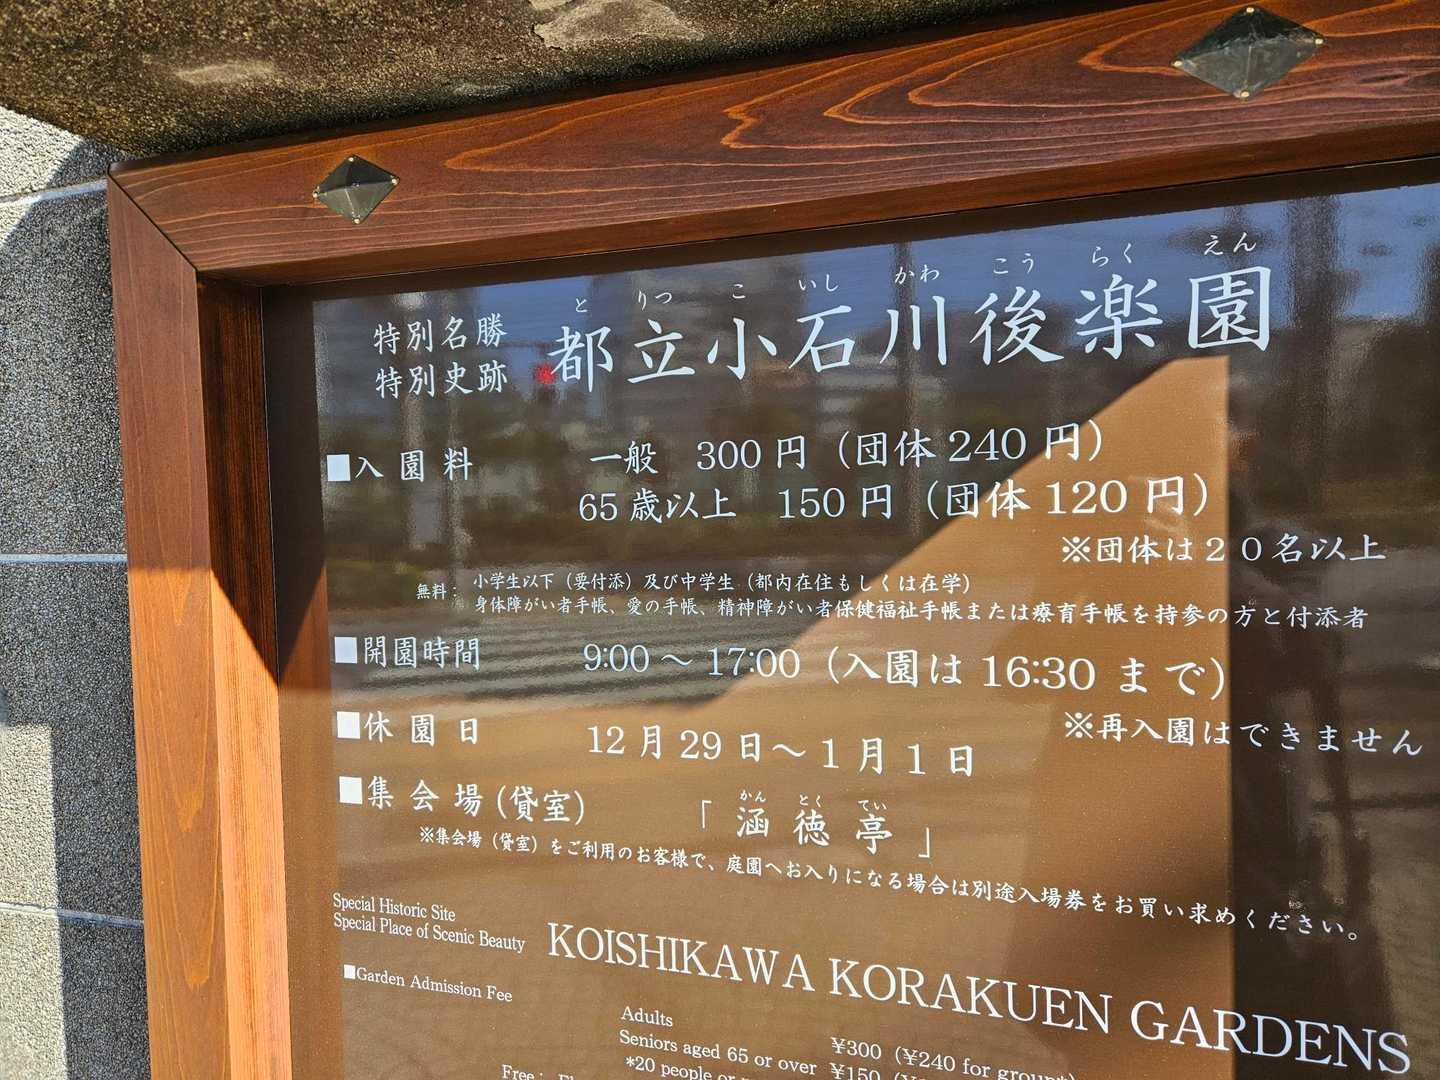 特別名勝
特別史跡
と りつ こ いし かわ こう らく えん
都立小石川後楽園
■入園料 一般 300円（団体240円）
65歳以上 150円（団体120円）
※団体は２０名以上
無料： 小学生以下（要付添）及び中学生（都内在住もしくは在学）
身体障がい者手帳、愛の手帳、精神障がい者保健福祉手帳または療育手帳を持参の方と付添者
■開園時間 9:00～17:00（入園は16:30まで）
※再入園はできません
■休園日 12月29日～1月1日
かん とく てい
■集会場(貸室) 「涵徳亭」
※集会場（貸室）をご利用のお客様で、庭園へお入りになる場合は別途入場券をお買い求めください。
Special Historic Site
Special Place of Scenic Beauty
KOISHIKAWA KORAKUEN GARDENS
■Garden Admission Fee
Adults ¥300 (¥240 for group*)
Seniors aged 65 or over ¥150
*20 people or
Free :